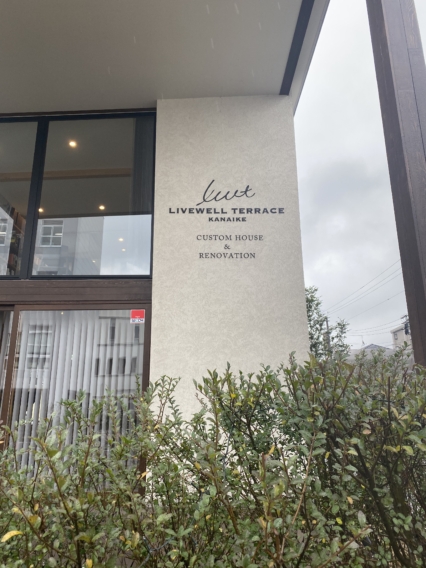 lwt
LIVEWELL TERRACE
KANAIKE
CUSTOM HOUSE
&
RENOVATION